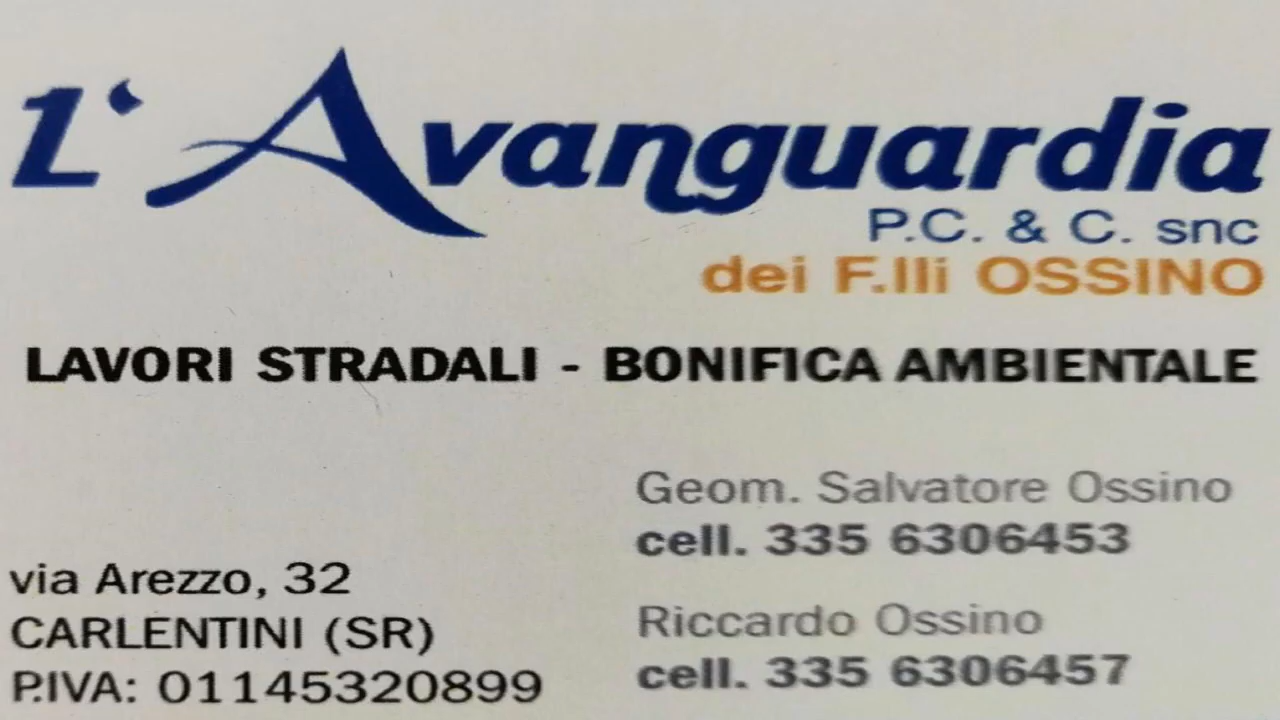 L'Avanguardia
P.C. & C. snc
dei F.lli OSSINO
LAVORI STRADALI - BONIFICA AMBIENTALE
Geom. Salvatore Ossino
cell. 335 6306453
Riccardo Ossino
cell. 335 6306457
via Arezzo, 32
CARLENTINI (SR)
P.IVA: 01145320899